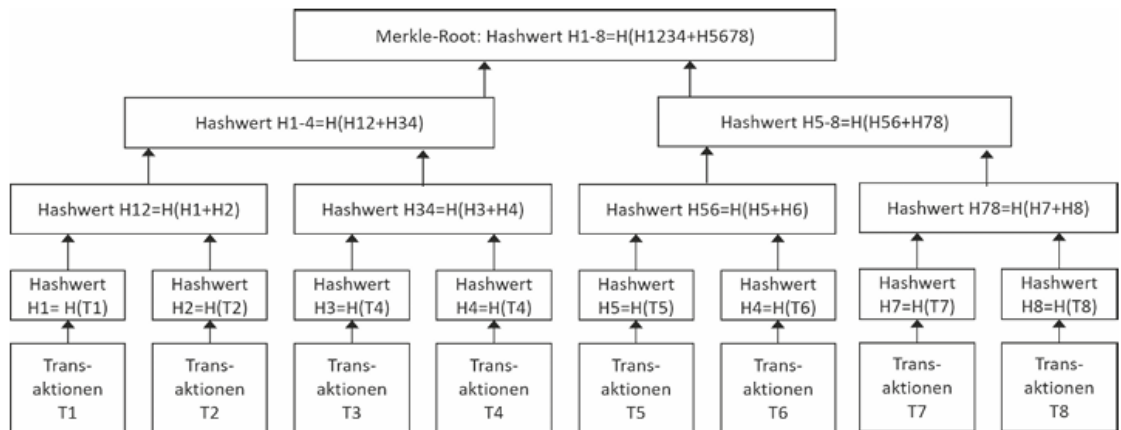 Merkle-Root: Hashwert H1-8=H(H1234+H5678)
Hashwert H1-4=H(H12+H34)
Hashwert H5-8=H(H56+H78)
Hashwert H12=H(H1+H2)
Hashwert H34=H(H3+H4)
Hashwert H56=H(H5+H6)
Hashwert H78=H(H7+H8)
Hashwert
H1= H(T1)
Hashwert
H2=H(T2)
Hashwert
H3=H(T4)
Hashwert
H4=H(T4)
Hashwert
H5=H(T5)
Hashwert
H4=H(T6)
Hashwert
H7=H(T7)
Hashwert
H8=H(T8)
Trans-
aktionen
T1
Trans-
aktionen
T2
Trans-
aktionen
T3
Trans-
aktionen
T4
Trans-
aktionen
T5
Trans-
aktionen
T6
Trans-
aktionen
T7
Trans-
aktionen
T8